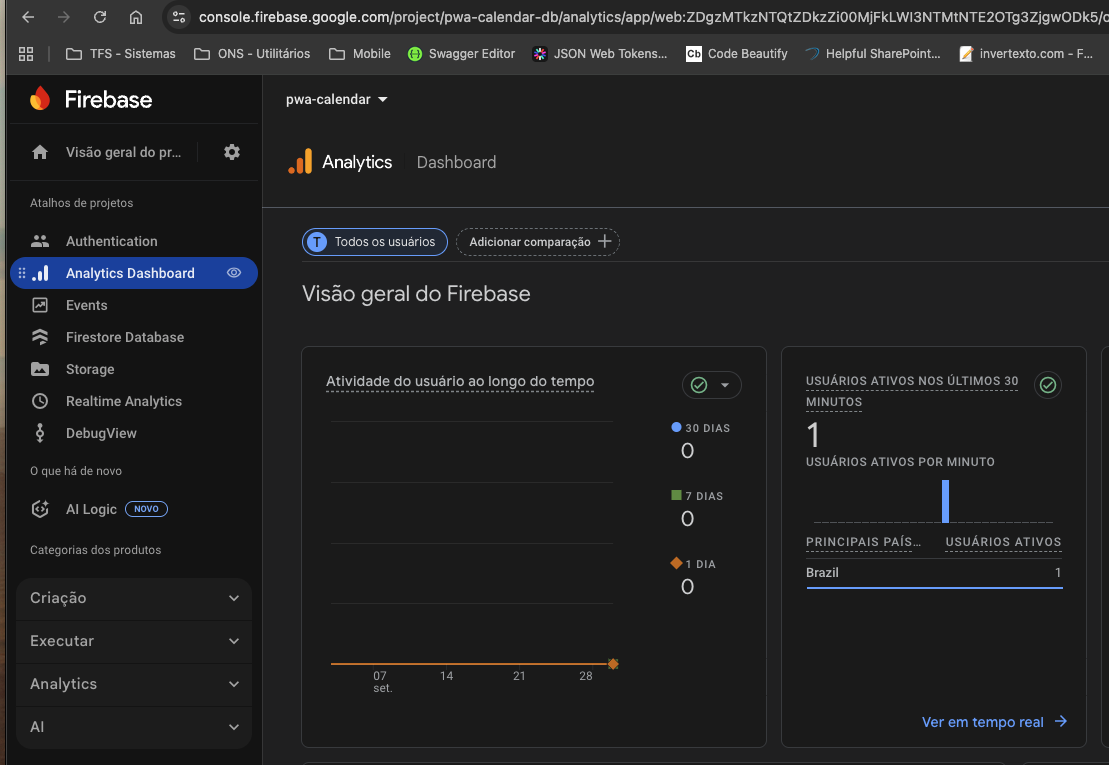 console.firebase.google.com/project/pwa-calendar-db/analytics/app/web:ZDgzMTkzNTQtZDkzZi00MjFkLWI3NTMtNTE2OTg3ZjgwODk5/
TFS - Sistemas
ONS - Utilitários
Mobile
Swagger Editor
JSON Web Tokens...
Cb Code Beautify
Helpful SharePoint...
invertexto.com - F...
Firebase
pwa-calendar
Visão geral do pr...
Analytics Dashboard
Atalhos de projetos
Authentication
Analytics Dashboard
Events
Firestore Database
Storage
Realtime Analytics
DebugView
O que há de novo
AI Logic NOVO
Categorias dos produtos
Criação
Executar
Analytics
AI
T Todos os usuários
Adicionar comparação
Visão geral do Firebase
Atividade do usuário ao longo do tempo
30 DIAS
0
7 DIAS
0
1 DIA
0
07 14 21 28
set.
USUÁRIOS ATIVOS NOS ÚLTIMOS 30
MINUTOS
1
USUÁRIOS ATIVOS POR MINUTO
PRINCIPAIS PAÍS... USUÁRIOS ATIVOS
Brazil 1
Ver em tempo real